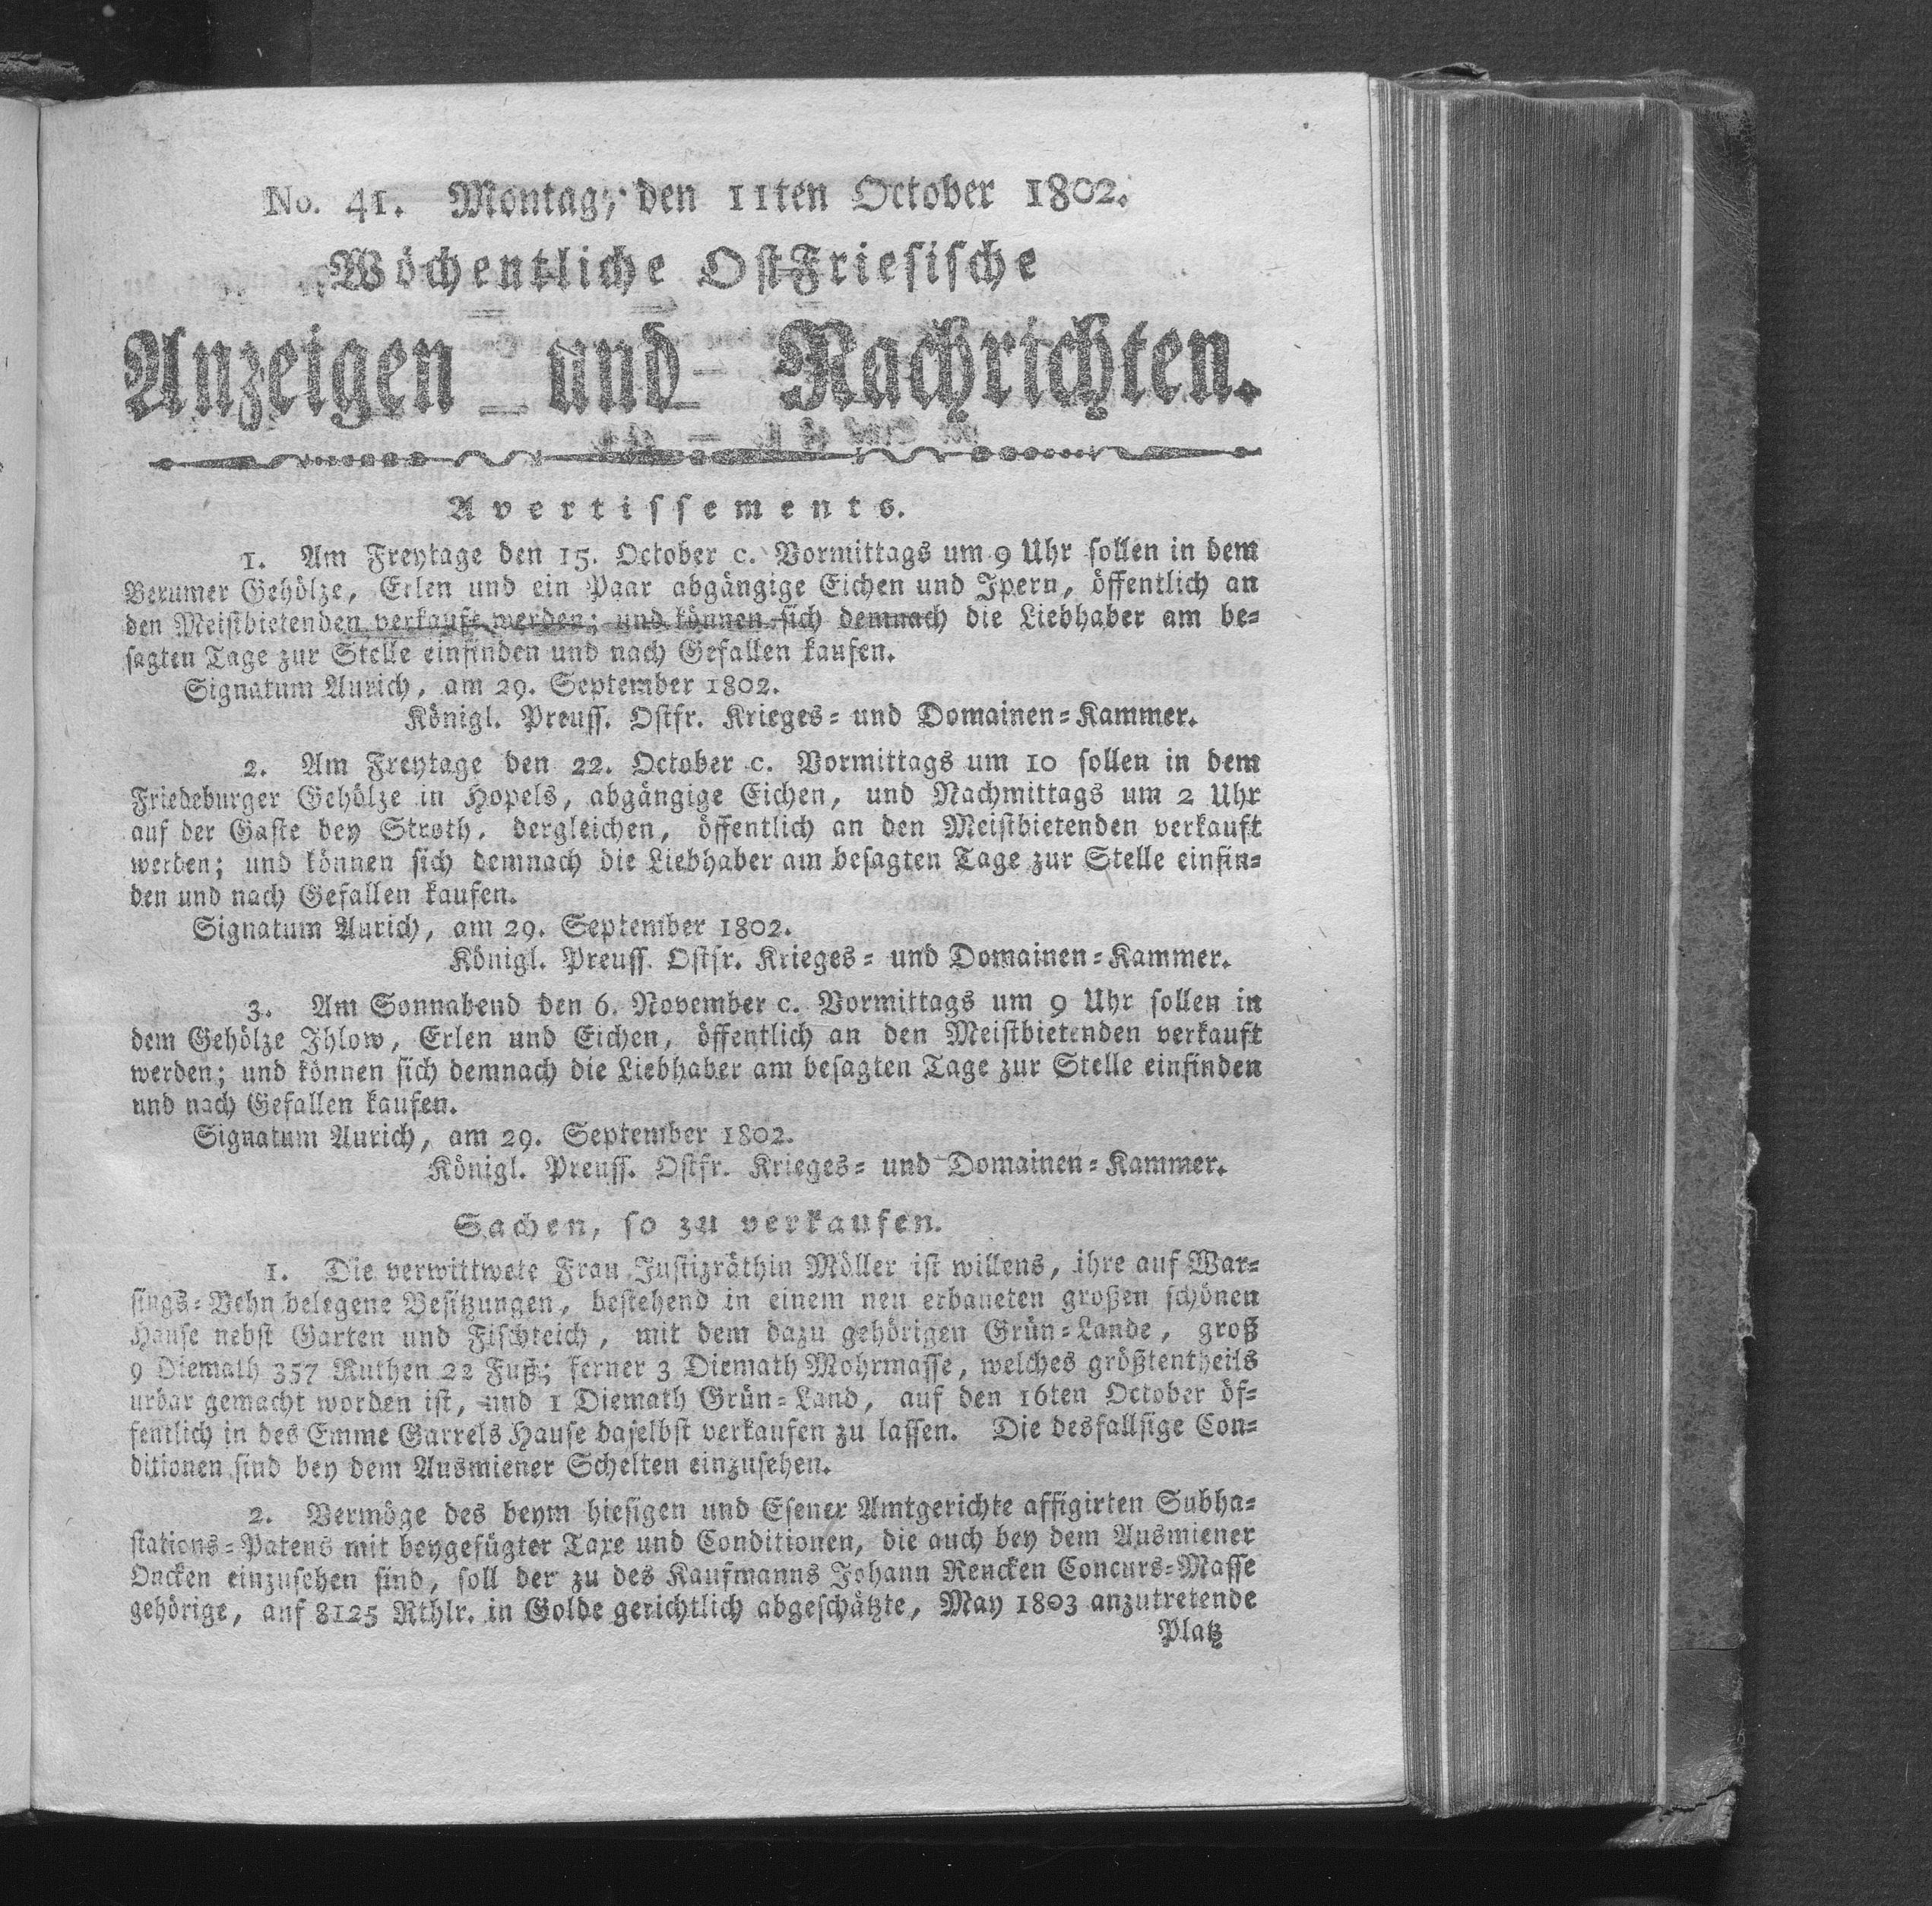 No. 41. Montag, den 11ten October 1802.
Wöchentliche OstFriesische
Anzeigen und Nachrichten.
Avertissements.
1. Am Freytage den 15. October c. Vormittags um 9 Uhr sollen in dem
Berumer Gehölze, Erlen und ein Paar abgängige Eichen und Ipern, öffentlich an
den Meistbietenden verkauft werden; und können sich demnach die Liebhaber am be-
sagten Tage zur Stelle einfinden und nach Gefallen kaufen.
Signatum Aurich, am 29. September 1802.
Königl. Preuss. Ostfr. Krieges- und Domainen-Kammer.
2. Am Freytage den 22. October c. Vormittags um 10 sollen in dem
Friedeburger Gehölze in Hopels, abgängige Eichen, und Nachmittags um 2 Uhr
auf der Gaste bey Stroth, dergleichen, öffentlich an den Meistbietenden verkauft
werden; und können sich demnach die Liebhaber am besagten Tage zur Stelle einfin-
den und nach Gefallen kaufen.
Signatum Aurich, am 29. September 1802.
Königl. Preuss. Ostfr. Krieges- und Domainen-Kammer.
3. Am Sonnabend den 6. November c. Vormittags um 9 Uhr sollen in
dem Gehölze Ihlow, Erlen und Eichen, öffentlich an den Meistbietenden verkauft
werden; und können sich demnach die Liebhaber am besagten Tage zur Stelle einfinden
und nach Gefallen kaufen.
Signatum Aurich, am 29. September 1802.
Königl. Preuss. Ostfr. Krieges- und Domainen-Kammer.
Sachen, so zu verkaufen.
1. Die verwittwete Frau Justizräthin Möller ist willens, ihre auf War-
sings-Vehn belegene Besitzungen, bestehend in einem neu erbaueten großen schönen
Hause nebst Garten und Fischteich, mit dem dazu gehörigen Grün-Lande, groß
9 Diemath 357 Ruthen 22 Fuß; ferner 3 Diemath Mohrmasse, welches größtentheils
urbar gemacht worden ist, und 1 Diemath Grün-Land, auf den 16ten October öf-
fentlich in des Emme Garrels Hause daselbst verkaufen zu lassen. Die desfallsige Con-
ditionen sind bey dem Ausmiener Schelten einzusehen.
2. Vermöge des beym hiesigen und Esener Amtgerichte affigirten Subha-
stations-Patens mit beygefügter Taxe und Conditionen, die auch bey dem Ausmiener
Oncken einzusehen sind, soll der zu des Kaufmanns Johann Rencken Concurs-Masse
gehörige, auf 8125 Rthlr. in Golde gerichtlich abgeschätzte, May 1803 anzutretende
Platz